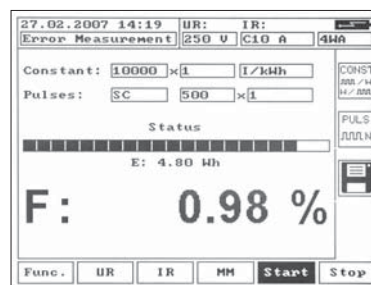 27.02.2007 14:19 UR: IR:
Error Measurement 250 V C10 A 4WA
Constant: 10000 x1 I/kWh CONST
Pulses: SC 500 x1
PULS
Status
E: 4.80 Wh
F: 0.98 %
Func. UR IR MM Start Stop